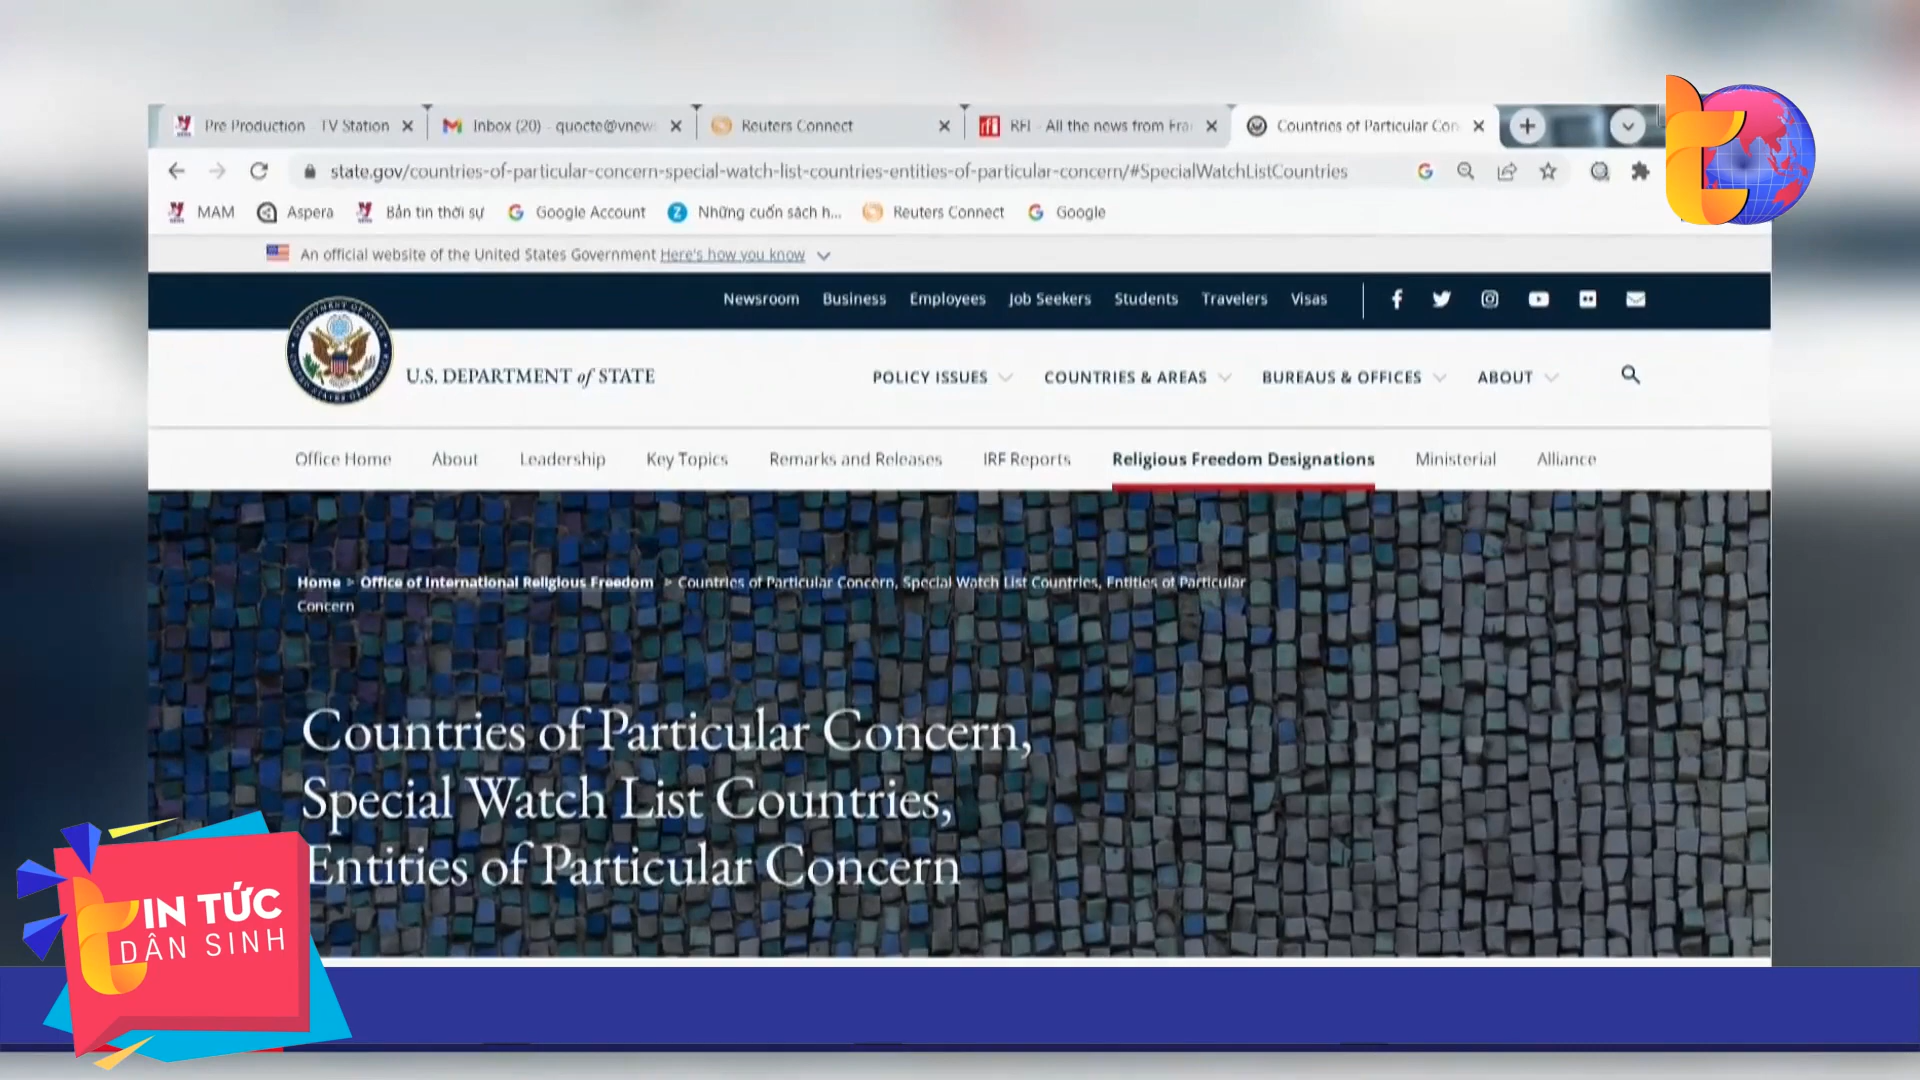 Pre Production TV Station
Inbox (20) - quocte@vnews
Reuters Connect
RFI - All the news from Fra
Countries of Particular Con
state.gov/countries-of-particular-concern-special-watch-list-countries-entities-of-particular-concern/#SpecialWatchListCountries
MAM Aspera Bản tin thời sự Google Account Những cuốn sách h... Reuters Connect Google
An official website of the United States Government Here's how you know
Newsroom Business Employees Job Seekers Students Travelers Visas
U.S. DEPARTMENT of STATE
POLICY ISSUES COUNTRIES & AREAS BUREAUS & OFFICES ABOUT
Office Home About Leadership Key Topics Remarks and Releases IRF Reports Religious Freedom Designations Ministerial Alliance
Home > Office of International Religious Freedom > Countries of Particular Concern, Special Watch List Countries, Entities of Particular
Concern
Countries of Particular Concern,
Special Watch List Countries,
Entities of Particular Concern
TIN TỨC
DÂN SINH